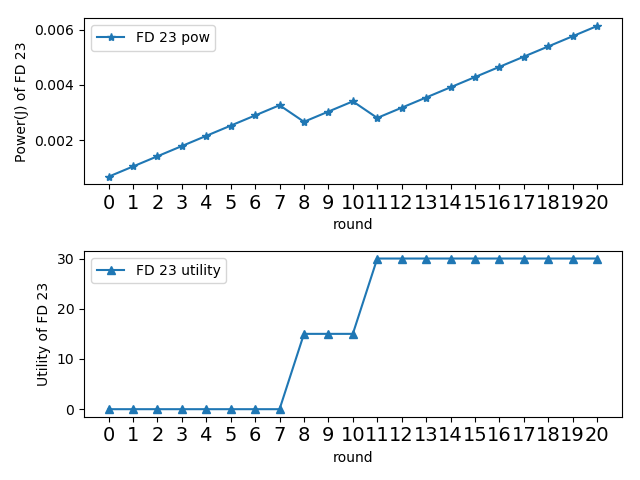 0.006
0.004
0.002
Power(J) of FD 23
FD 23 pow
0 1 2 3 4 5 6 7 8 9 10 11 12 13 14 15 16 17 18 19 20
round
30
20
10
0
Utility of FD 23
FD 23 utility
0 1 2 3 4 5 6 7 8 9 10 11 12 13 14 15 16 17 18 19 20
round